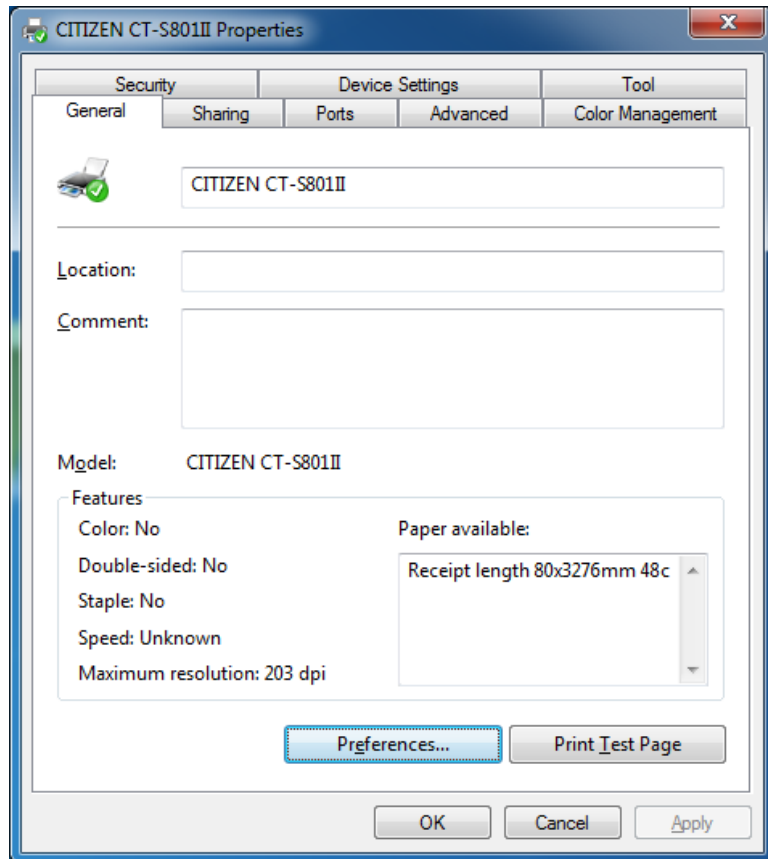 CITIZEN CT-S801II Properties
Security Device Settings Tool
General Sharing Ports Advanced Color Management
CITIZEN CT-S801II
Location:
Comment:
Model: CITIZEN CT-S801II
Features
Color: No Paper available:
Double-sided: No Receipt length 80x3276mm 48c
Staple: No
Speed: Unknown
Maximum resolution: 203 dpi
Preferences... Print Test Page
OK Cancel Apply